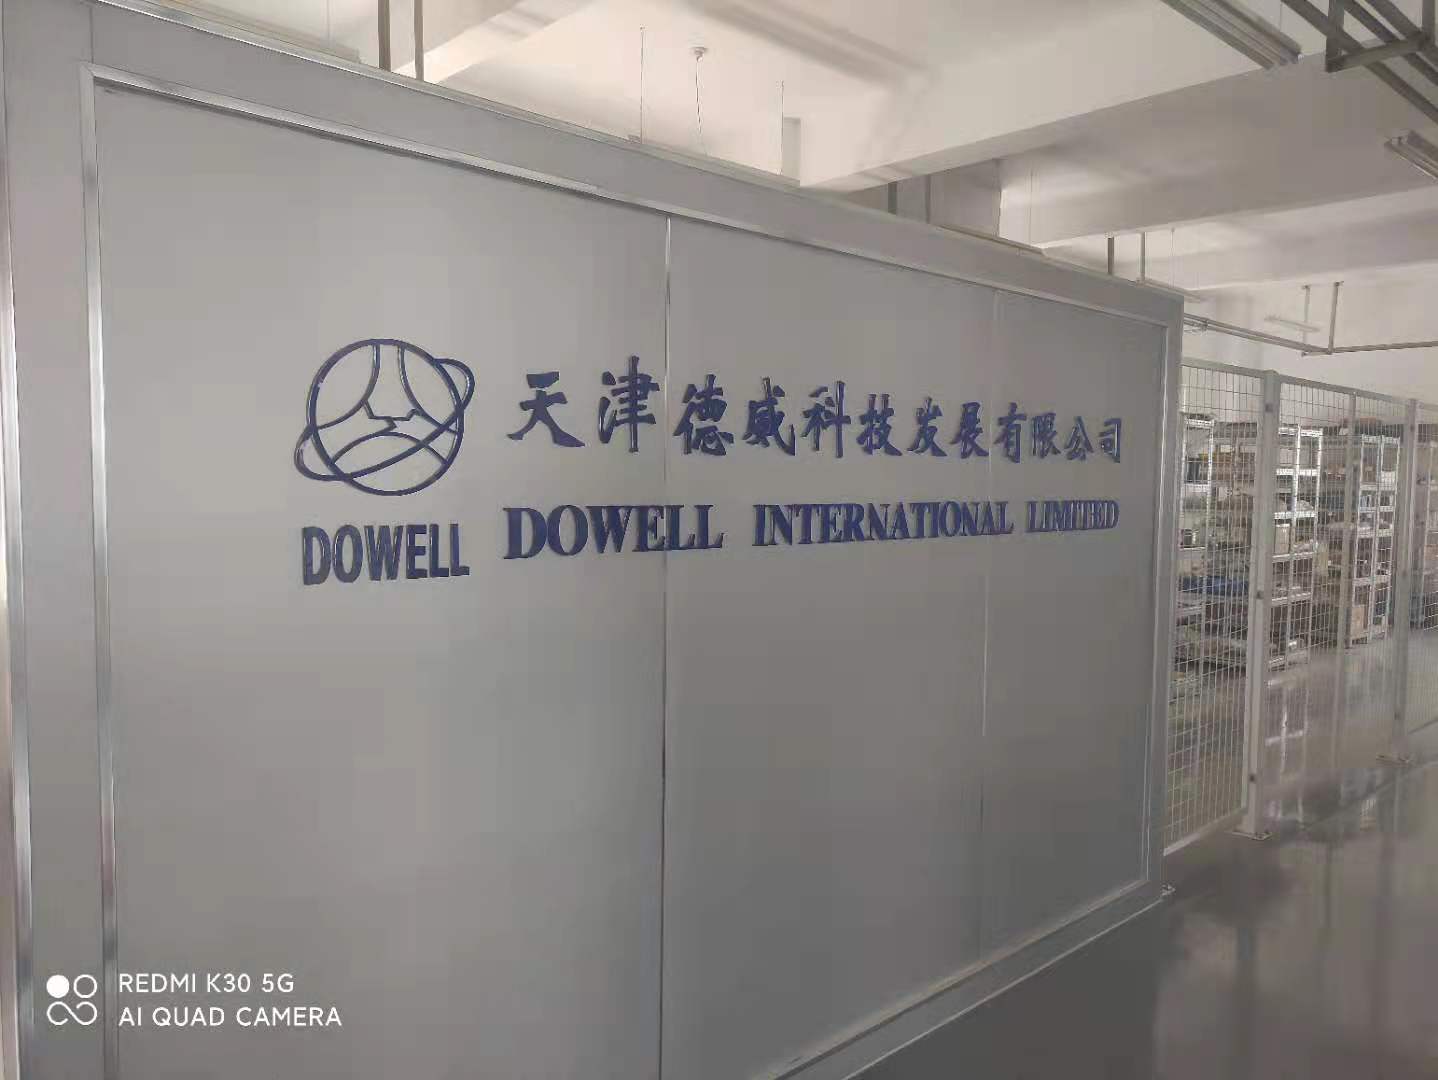 天津德威科技发展有限公司
DOWELL
DOWELL INTERNATIONAL LIMITED
REDMI K30 5G
AI QUAD CAMERA